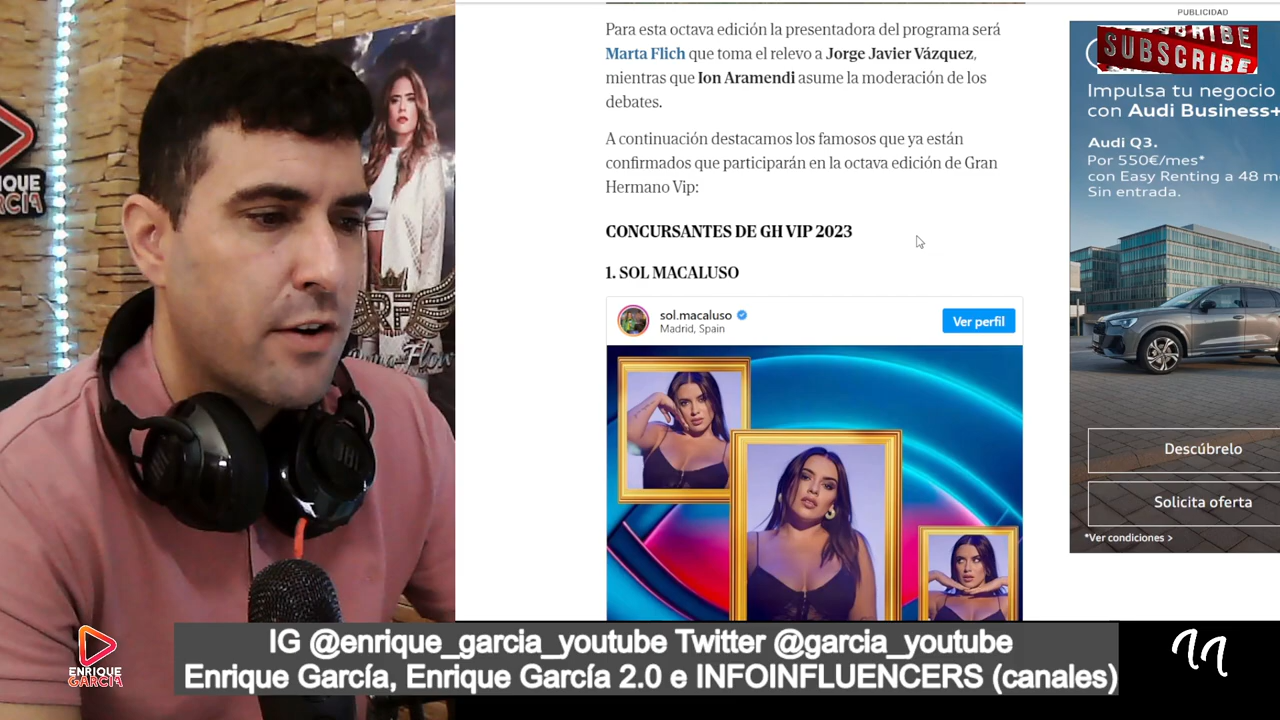 PUBLICIDAD
Para esta octava edición la presentadora del programa será
Marta Flich que toma el relevo a Jorge Javier Vázquez,
mientras que Ion Aramendi asume la moderación de los
debates.
A continuación destacamos los famosos que ya están
confirmados que participarán en la octava edición de Gran
Hermano Vip:
CONCURSANTES DE GH VIP 2023
1. SOL MACALUSO
sol.macaluso
Madrid, Spain
Ver perfil
SUBSCRIBE
Impulsa tu negocio
con Audi Business+
Audi Q3.
Por 550€/mes*
con Easy Renting a 48 m
Sin entrada.
Descúbrelo
Solicita oferta
*Ver condiciones >
JBL
IG @enrique_garcia_youtube Twitter @garcia_youtube
Enrique García, Enrique García 2.0 e INFOINFLUENCERS (canales)
ENRIQUE
GARCÍA